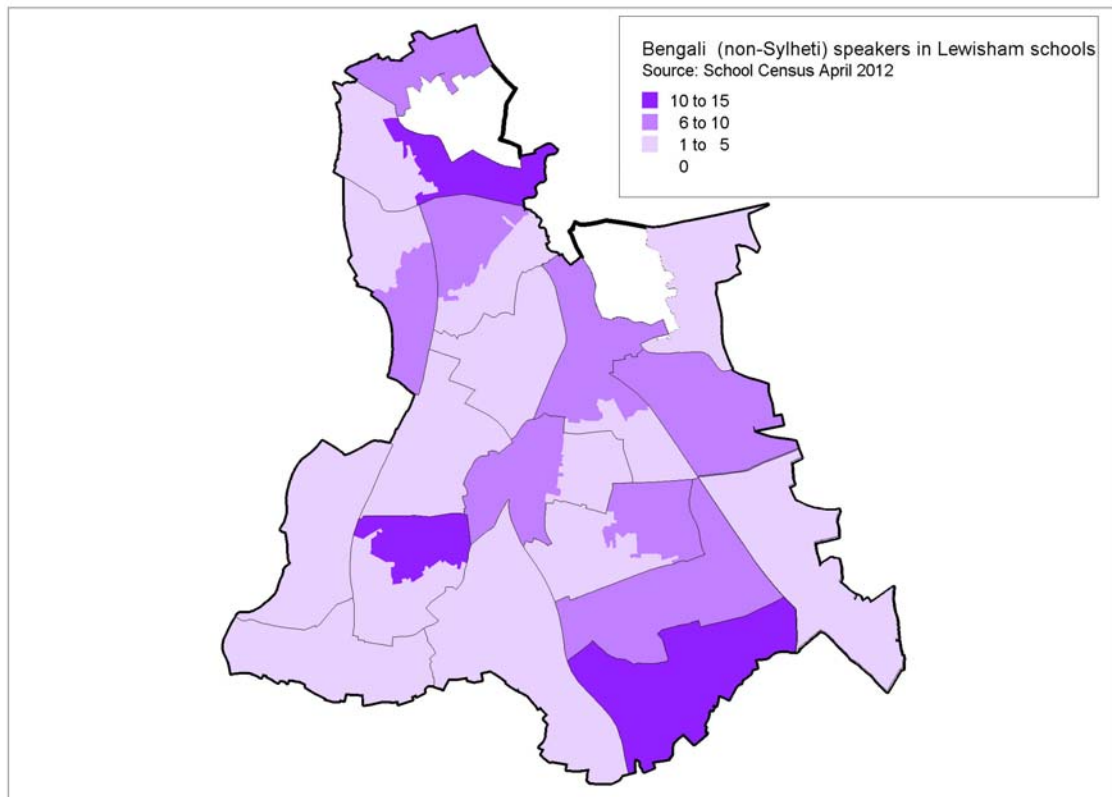 Bengali (non-Sylheti) speakers in Lewisham schools
Source: School Census April 2012
10 to 15
6 to 10
1 to 5
0